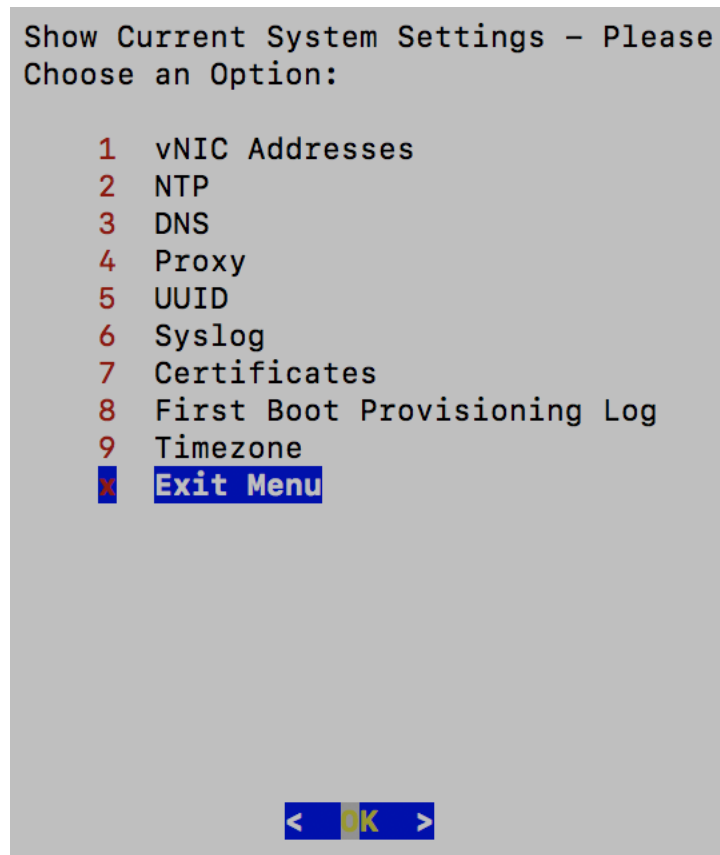 Show Current System Settings – Please
Choose an Option:
1 vNIC Addresses
2 NTP
3 DNS
4 Proxy
5 UUID
6 Syslog
7 Certificates
8 First Boot Provisioning Log
9 Timezone
x Exit Menu
< OK >